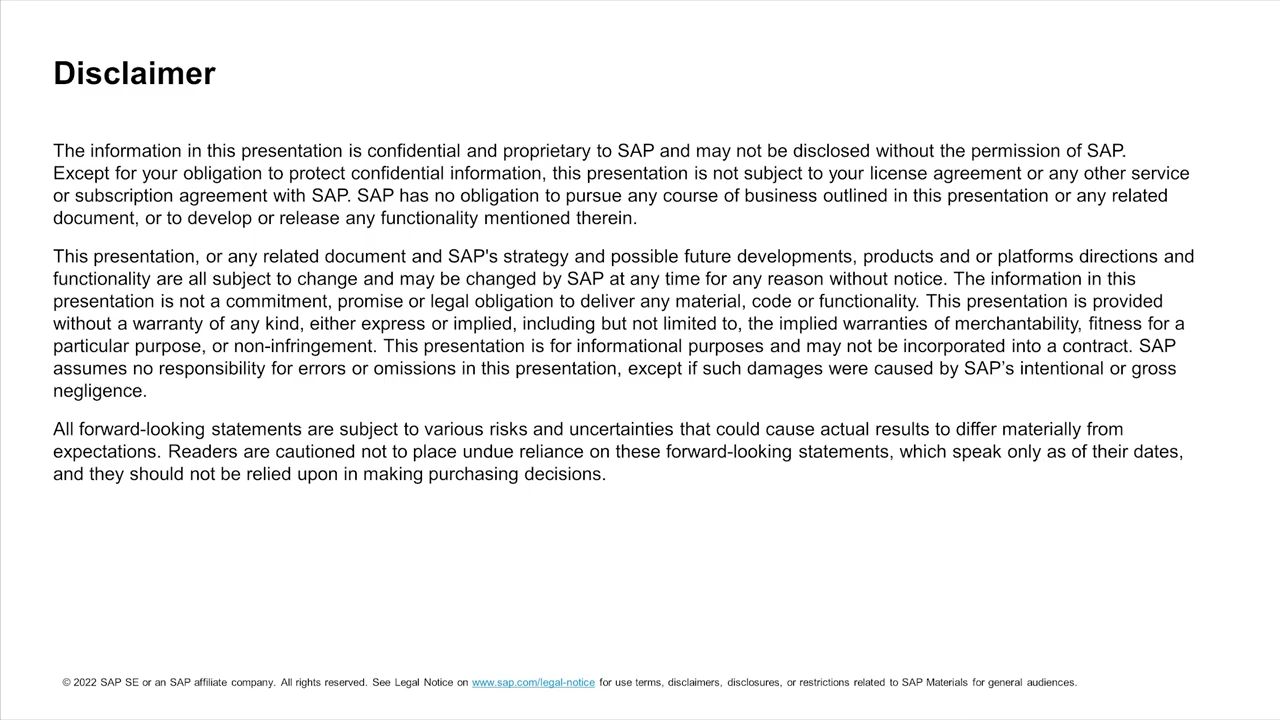 Disclaimer
The information in this presentation is confidential and proprietary to SAP and may not be disclosed without the permission of SAP.
Except for your obligation to protect confidential information, this presentation is not subject to your license agreement or any other service
or subscription agreement with SAP. SAP has no obligation to pursue any course of business outlined in this presentation or any related
document, or to develop or release any functionality mentioned therein.
This presentation, or any related document and SAP's strategy and possible future developments, products and or platforms directions and
functionality are all subject to change and may be changed by SAP at any time for any reason without notice. The information in this
presentation is not a commitment, promise or legal obligation to deliver any material, code or functionality. This presentation is provided
without a warranty of any kind, either express or implied, including but not limited to, the implied warranties of merchantability, fitness for a
particular purpose, or non-infringement. This presentation is for informational purposes and may not be incorporated into a contract. SAP
assumes no responsibility for errors or omissions in this presentation, except if such damages were caused by SAP’s intentional or gross
negligence.
All forward-looking statements are subject to various risks and uncertainties that could cause actual results to differ materially from
expectations. Readers are cautioned not to place undue reliance on these forward-looking statements, which speak only as of their dates,
and they should not be relied upon in making purchasing decisions.
© 2022 SAP SE or an SAP affiliate company. All rights reserved. See Legal Notice on www.sap.com/legal-notice for use terms, disclaimers, disclosures, or restrictions related to SAP Materials for general audiences.